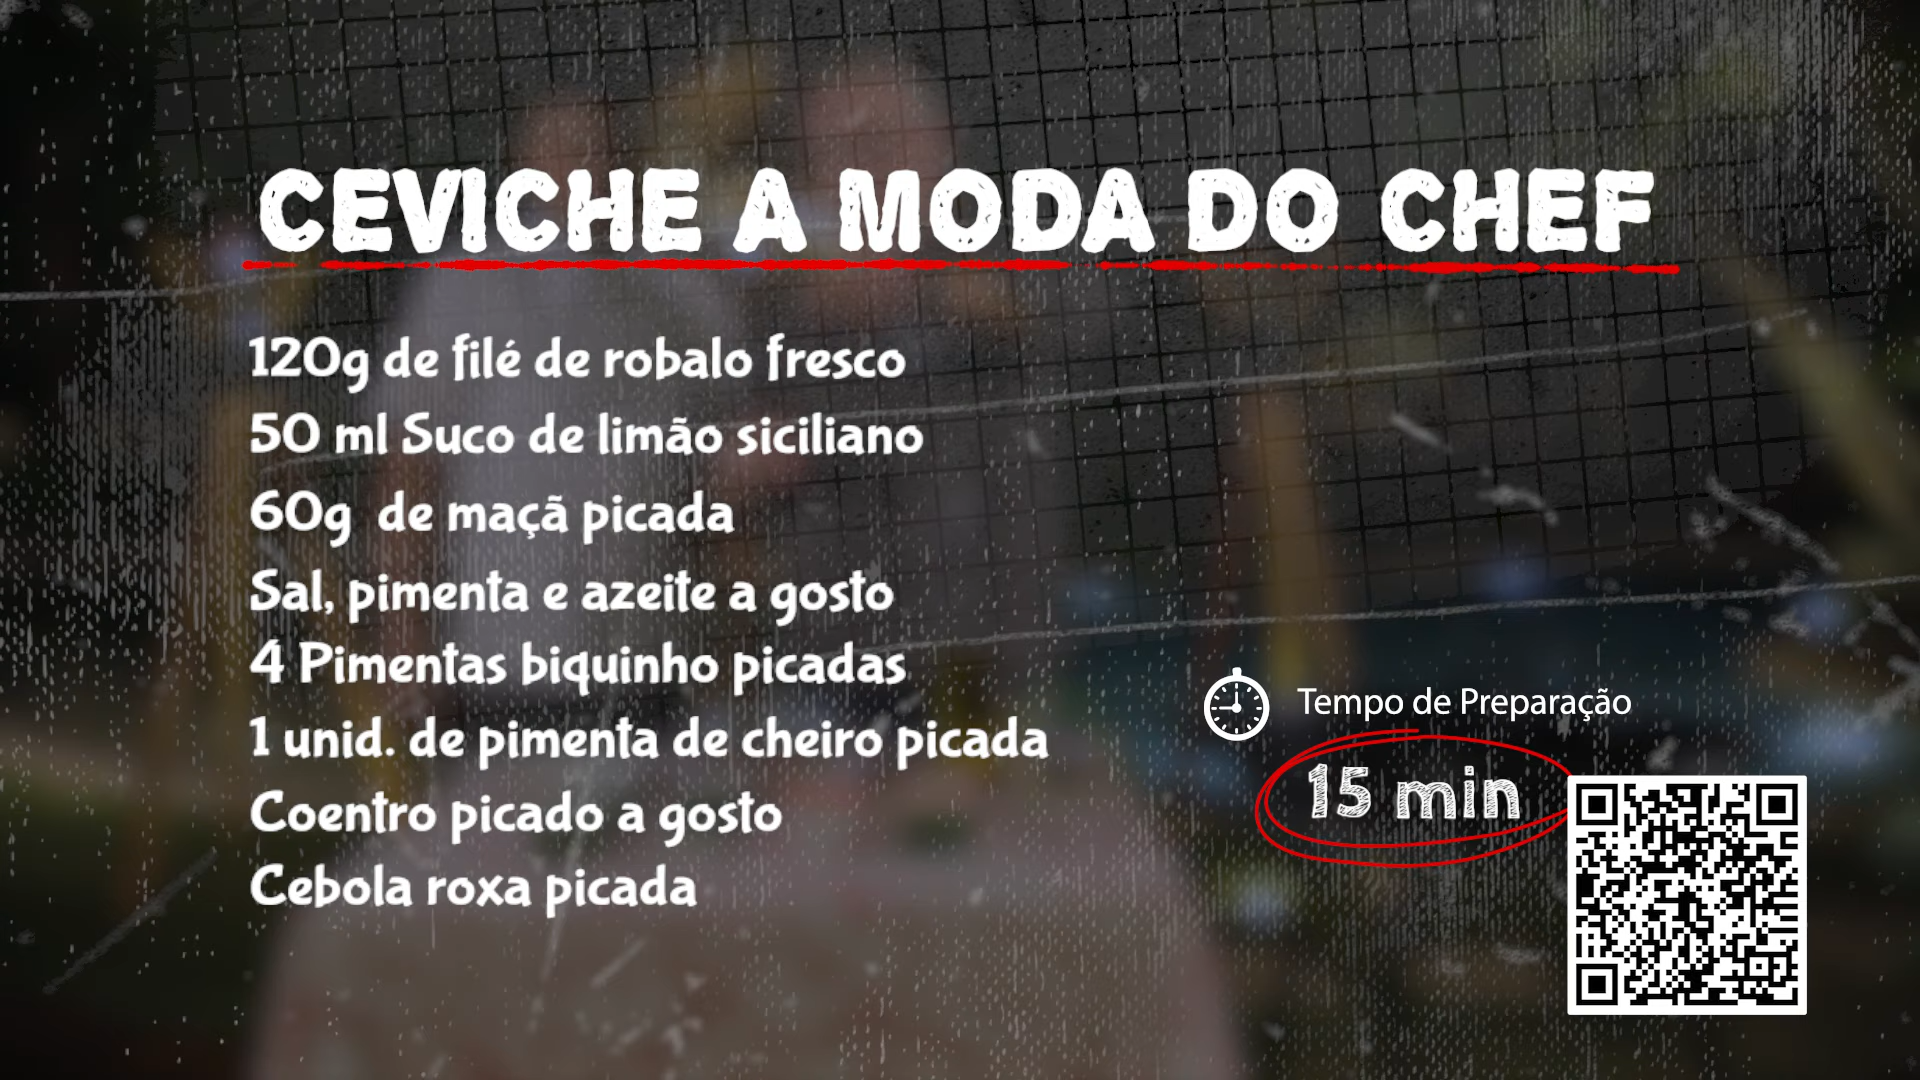 CEVICHE A MODA DO CHEF
120g de filé de robalo fresco
50 ml Suco de limão siciliano
60g de maçã picada
Sal, pimenta e azeite a gosto
4 Pimentas biquinho picadas
1 unid. de pimenta de cheiro picada
Coentro picado a gosto
Cebola roxa picada
Tempo de Preparação
15 min